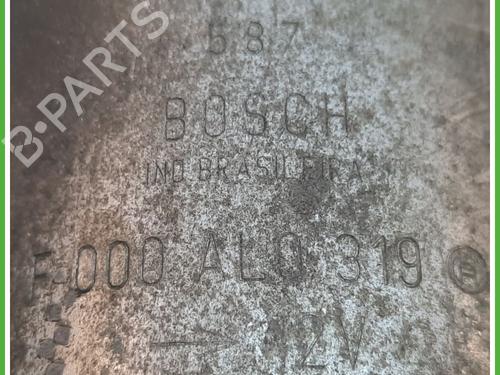 B-PARTS
587
BOSCH
IND. BRASILEIRA
F 000 AL0 319
12V